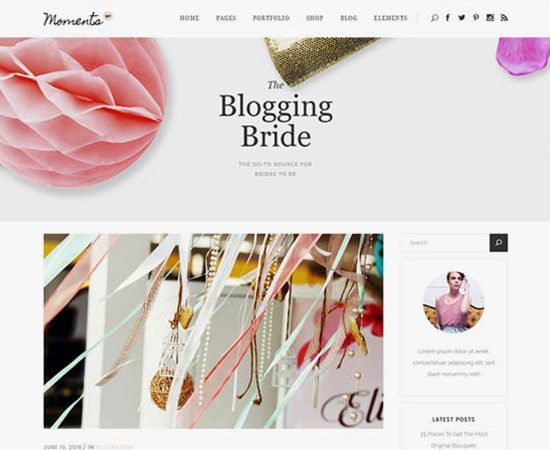 Moments
HOME PAGES PORTFOLIO SHOP BLOG ELEMENTS
The
Blogging
Bride
THE GO-TO SOURCE FOR
BRIDES TO BE
Search
Eli
Lorem ipsum dolor sit amet,
consectetuer adipiscing elit, sed
diam nonummy nibh
JUNE 10, 2016 / IN DECORATION
LATEST POSTS
25 Places To Get The Most
Original Bouquets